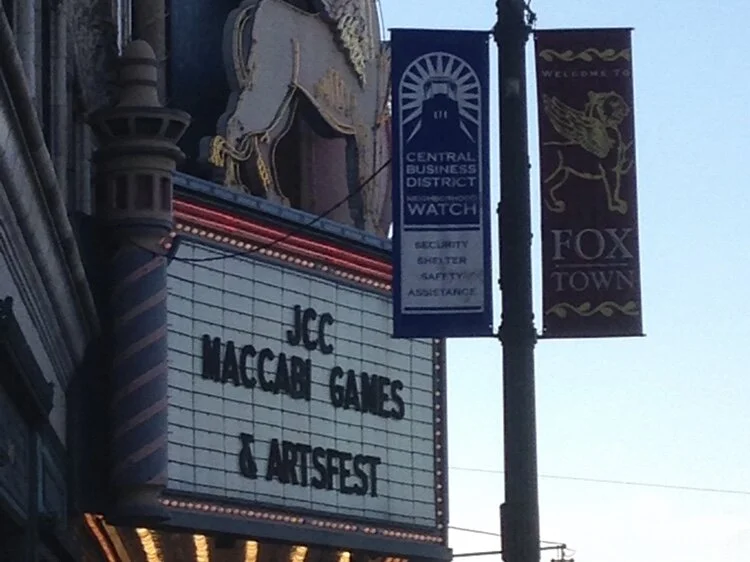 JCC
MACCABI GAMES
& ARTSFEST
CENTRAL
BUSINESS
DISTRICT
NEIGHBORHOOD
WATCH
SECURITY
SHELTER
SAFETY
ASSISTANCE
WELCOME TO
FOX
TOWN